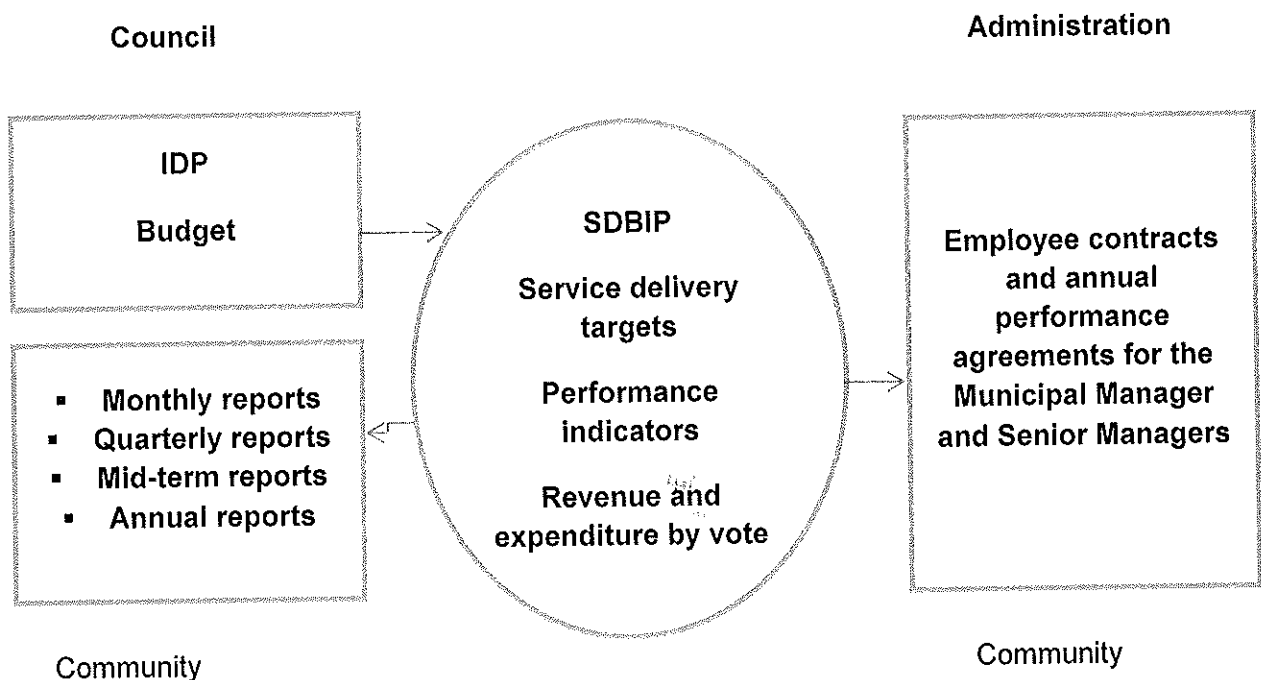 Council
Administration
IDP
Budget
▪ Monthly reports
▪ Quarterly reports
▪ Mid-term reports
▪ Annual reports
SDBIP
Service delivery
targets
Performance
indicators
Revenue and
expenditure by vote
Employee contracts
and annual
performance
agreements for the
Municipal Manager
and Senior Managers
Community
Community